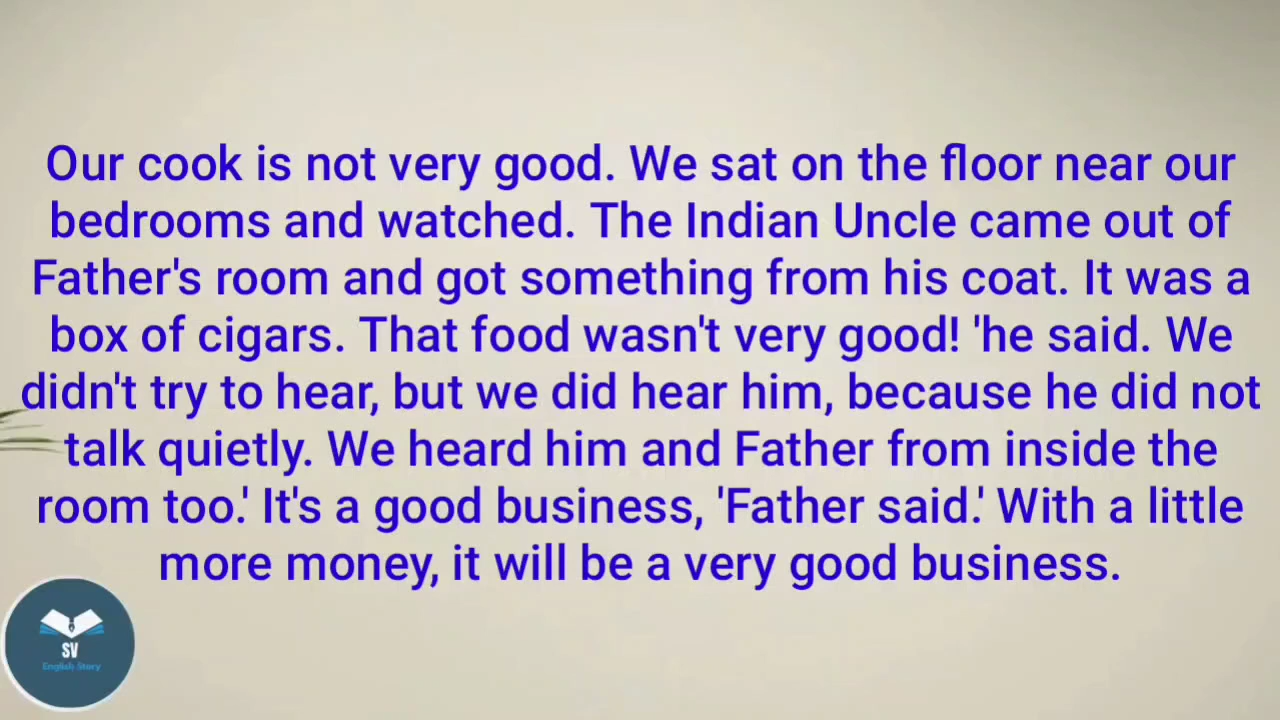 Our cook is not very good. We sat on the floor near our
bedrooms and watched. The Indian Uncle came out of
Father's room and got something from his coat. It was a
box of cigars. That food wasn't very good! 'he said. We
didn't try to hear, but we did hear him, because he did not
talk quietly. We heard him and Father from inside the
room too.' It's a good business, 'Father said.' With a little
more money, it will be a very good business.
SV
English Story